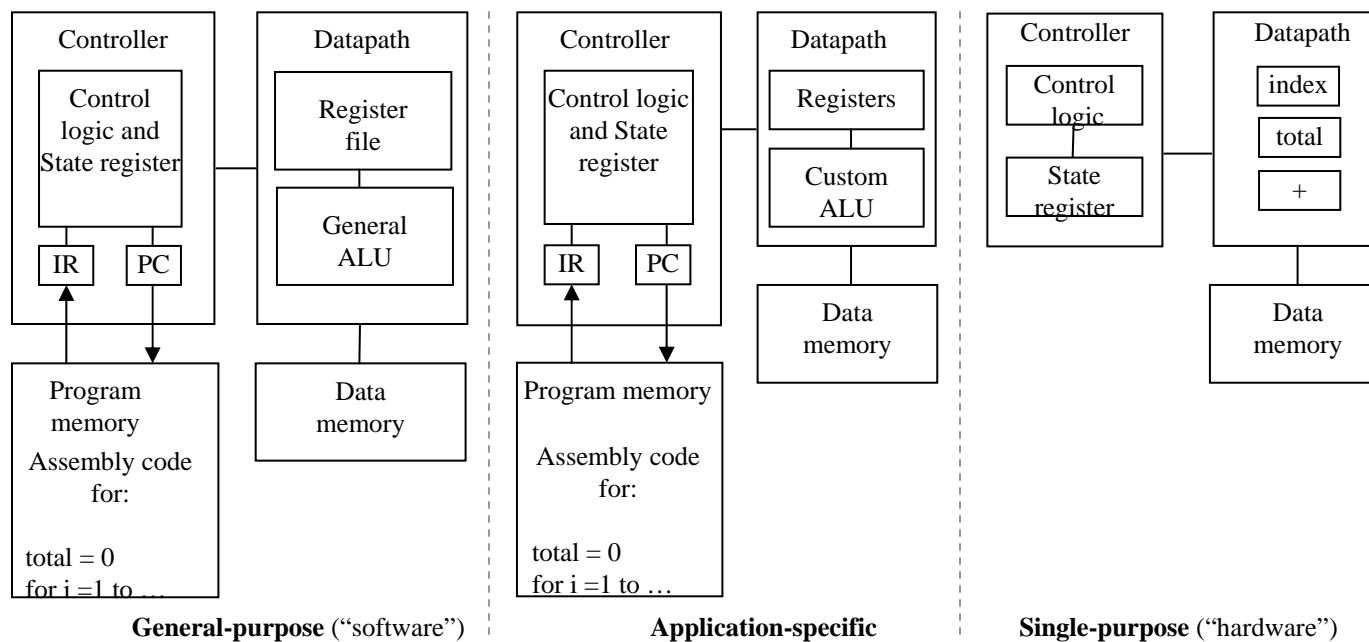 Controller
Control
logic and
State register
IR
PC
Datapath
Register
file
General
ALU
Program
memory
Assembly code
for:
total = 0
for i =1 to …
Data
memory
General-purpose (“software”)
Controller
Control logic
and State
register
IR
PC
Datapath
Registers
Custom
ALU
Data
memory
Program memory
Assembly code
for:
total = 0
for i =1 to …
Application-specific
Controller
Control
logic
State
register
Datapath
index
total
+
Data
memory
Single-purpose (“hardware”)